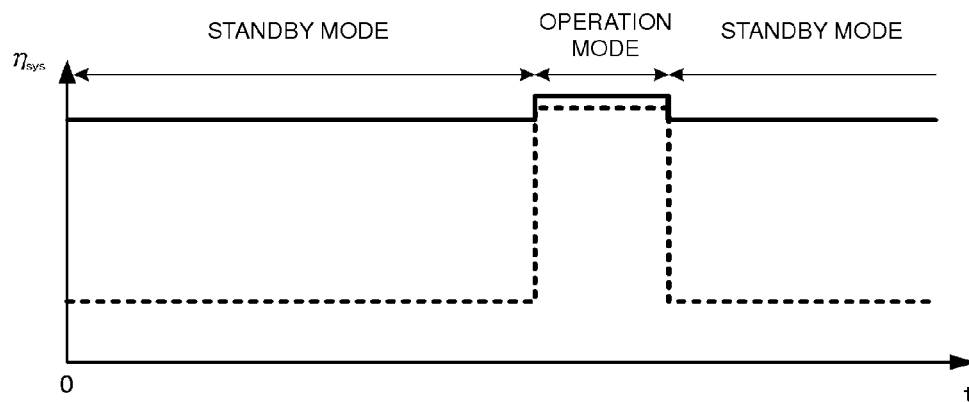 STANDBY MODE
OPERATION
MODE
STANDBY MODE
ηsys
0
t